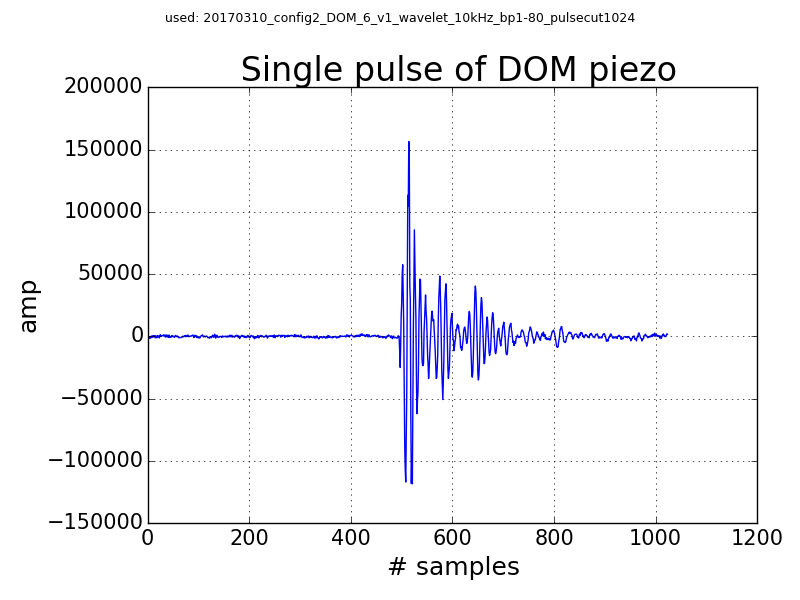 used: 20170310_config2_DOM_6_v1_wavelet_10kHz_bp1-80_pulsecut1024
Single pulse of DOM piezo
200000
150000
100000
50000
0
−50000
−100000
−150000
amp
0 200 400 600 800 1000 1200
# samples